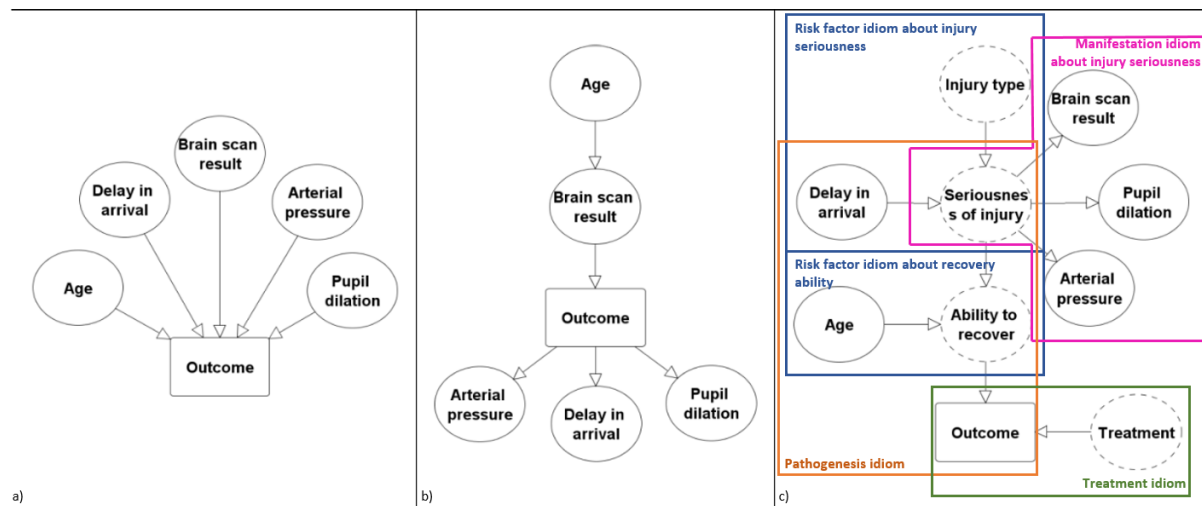 Brain scan
result
Delay in
arrival
Arterial
pressure
Age
Pupil
dilation
Outcome
a)
Age
Brain scan
result
Outcome
Arterial
pressure
Delay in
arrival
Pupil
dilation
b)
Risk factor idiom about injury
seriousness
Manifestation idiom
about injury seriousness
Injury type
Brain scan
result
Delay in
arrival
Seriousnes
s of injury
Pupil
dilation
Risk factor idiom about recovery
ability
Arterial
pressure
Age
Ability to
recover
Outcome
Treatment
Pathogenesis idiom
Treatment idiom
c)